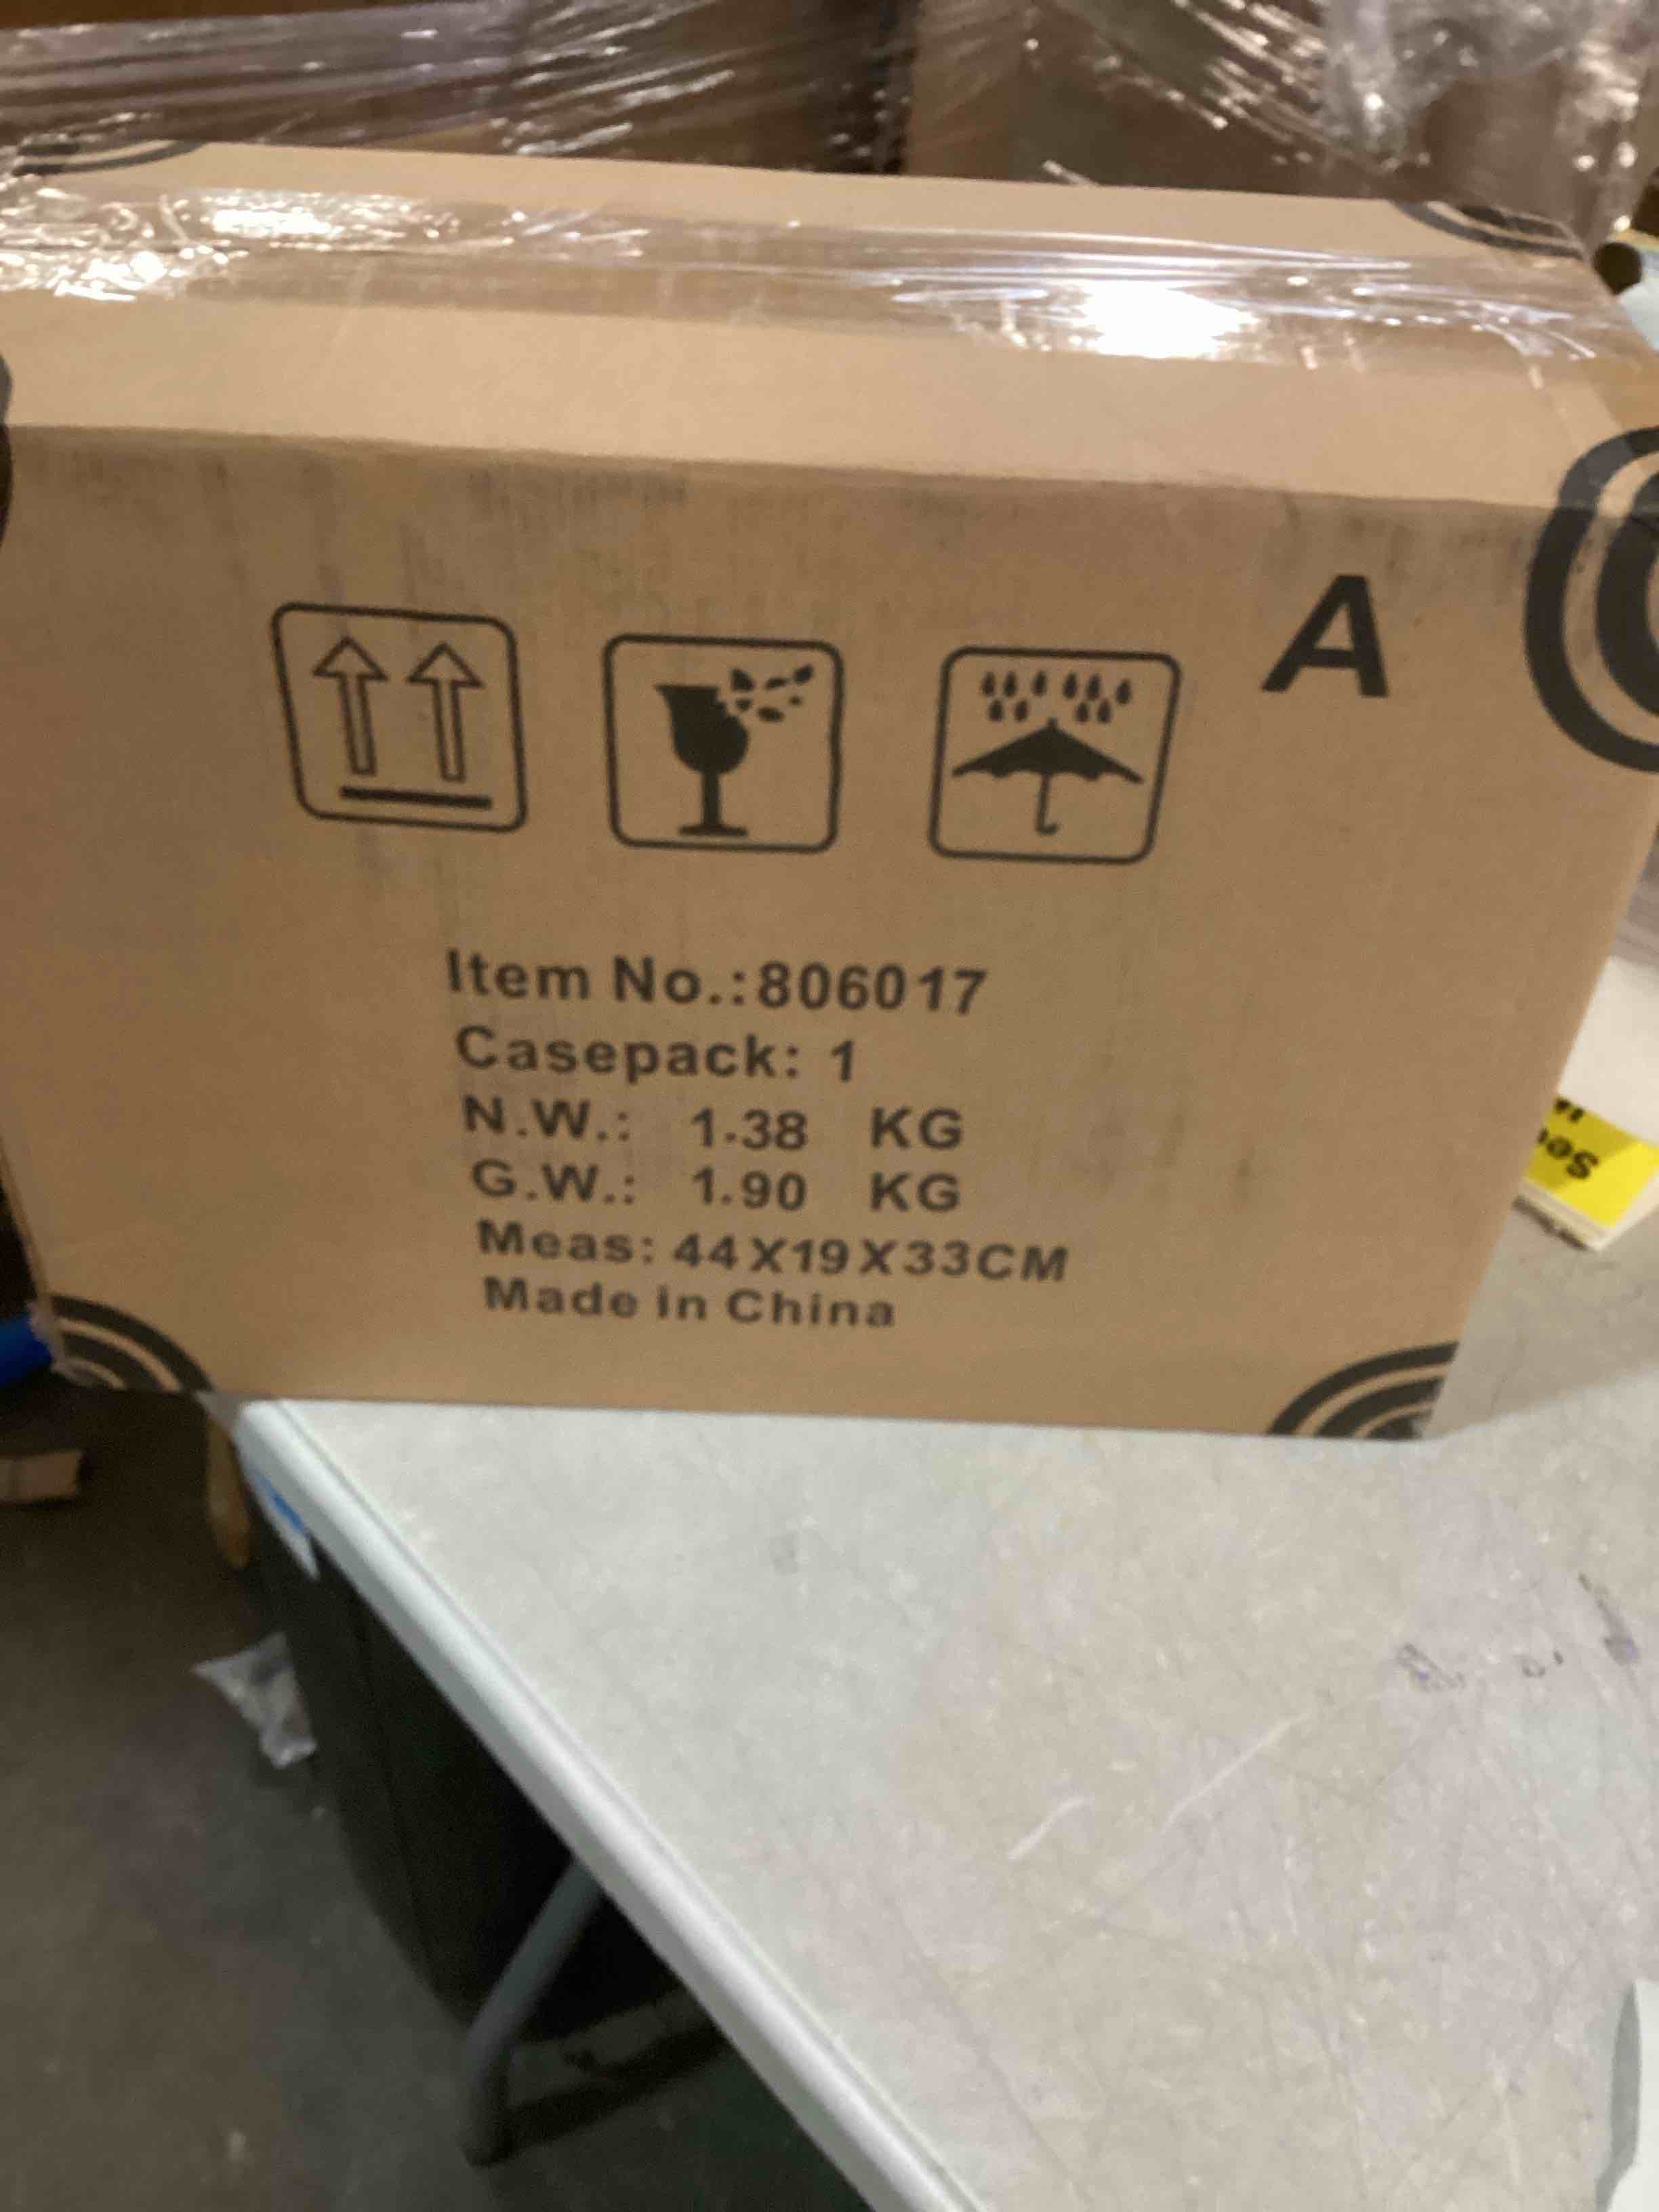 A
Item No.:806017
Casepack: 1
N.W.: 1.38 KG
G.W.: 1.90 KG
Meas: 44X19X33CM
Made in China